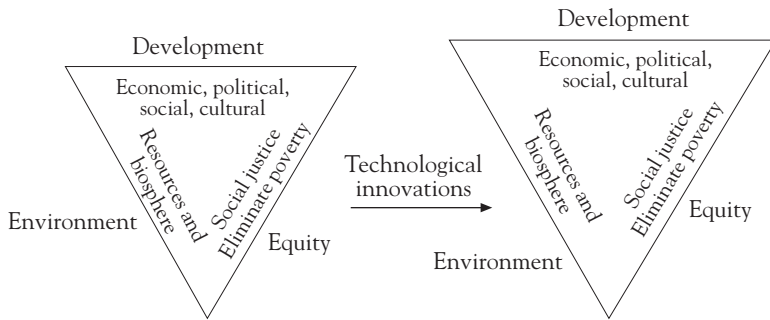 Development
Economic, political,
social, cultural
Resources and
biosphere
Social justice
Eliminate poverty
Environment
Equity
Technological
innovations
Development
Economic, political,
social, cultural
Resources and
biosphere
Social justice
Eliminate poverty
Environment
Equity